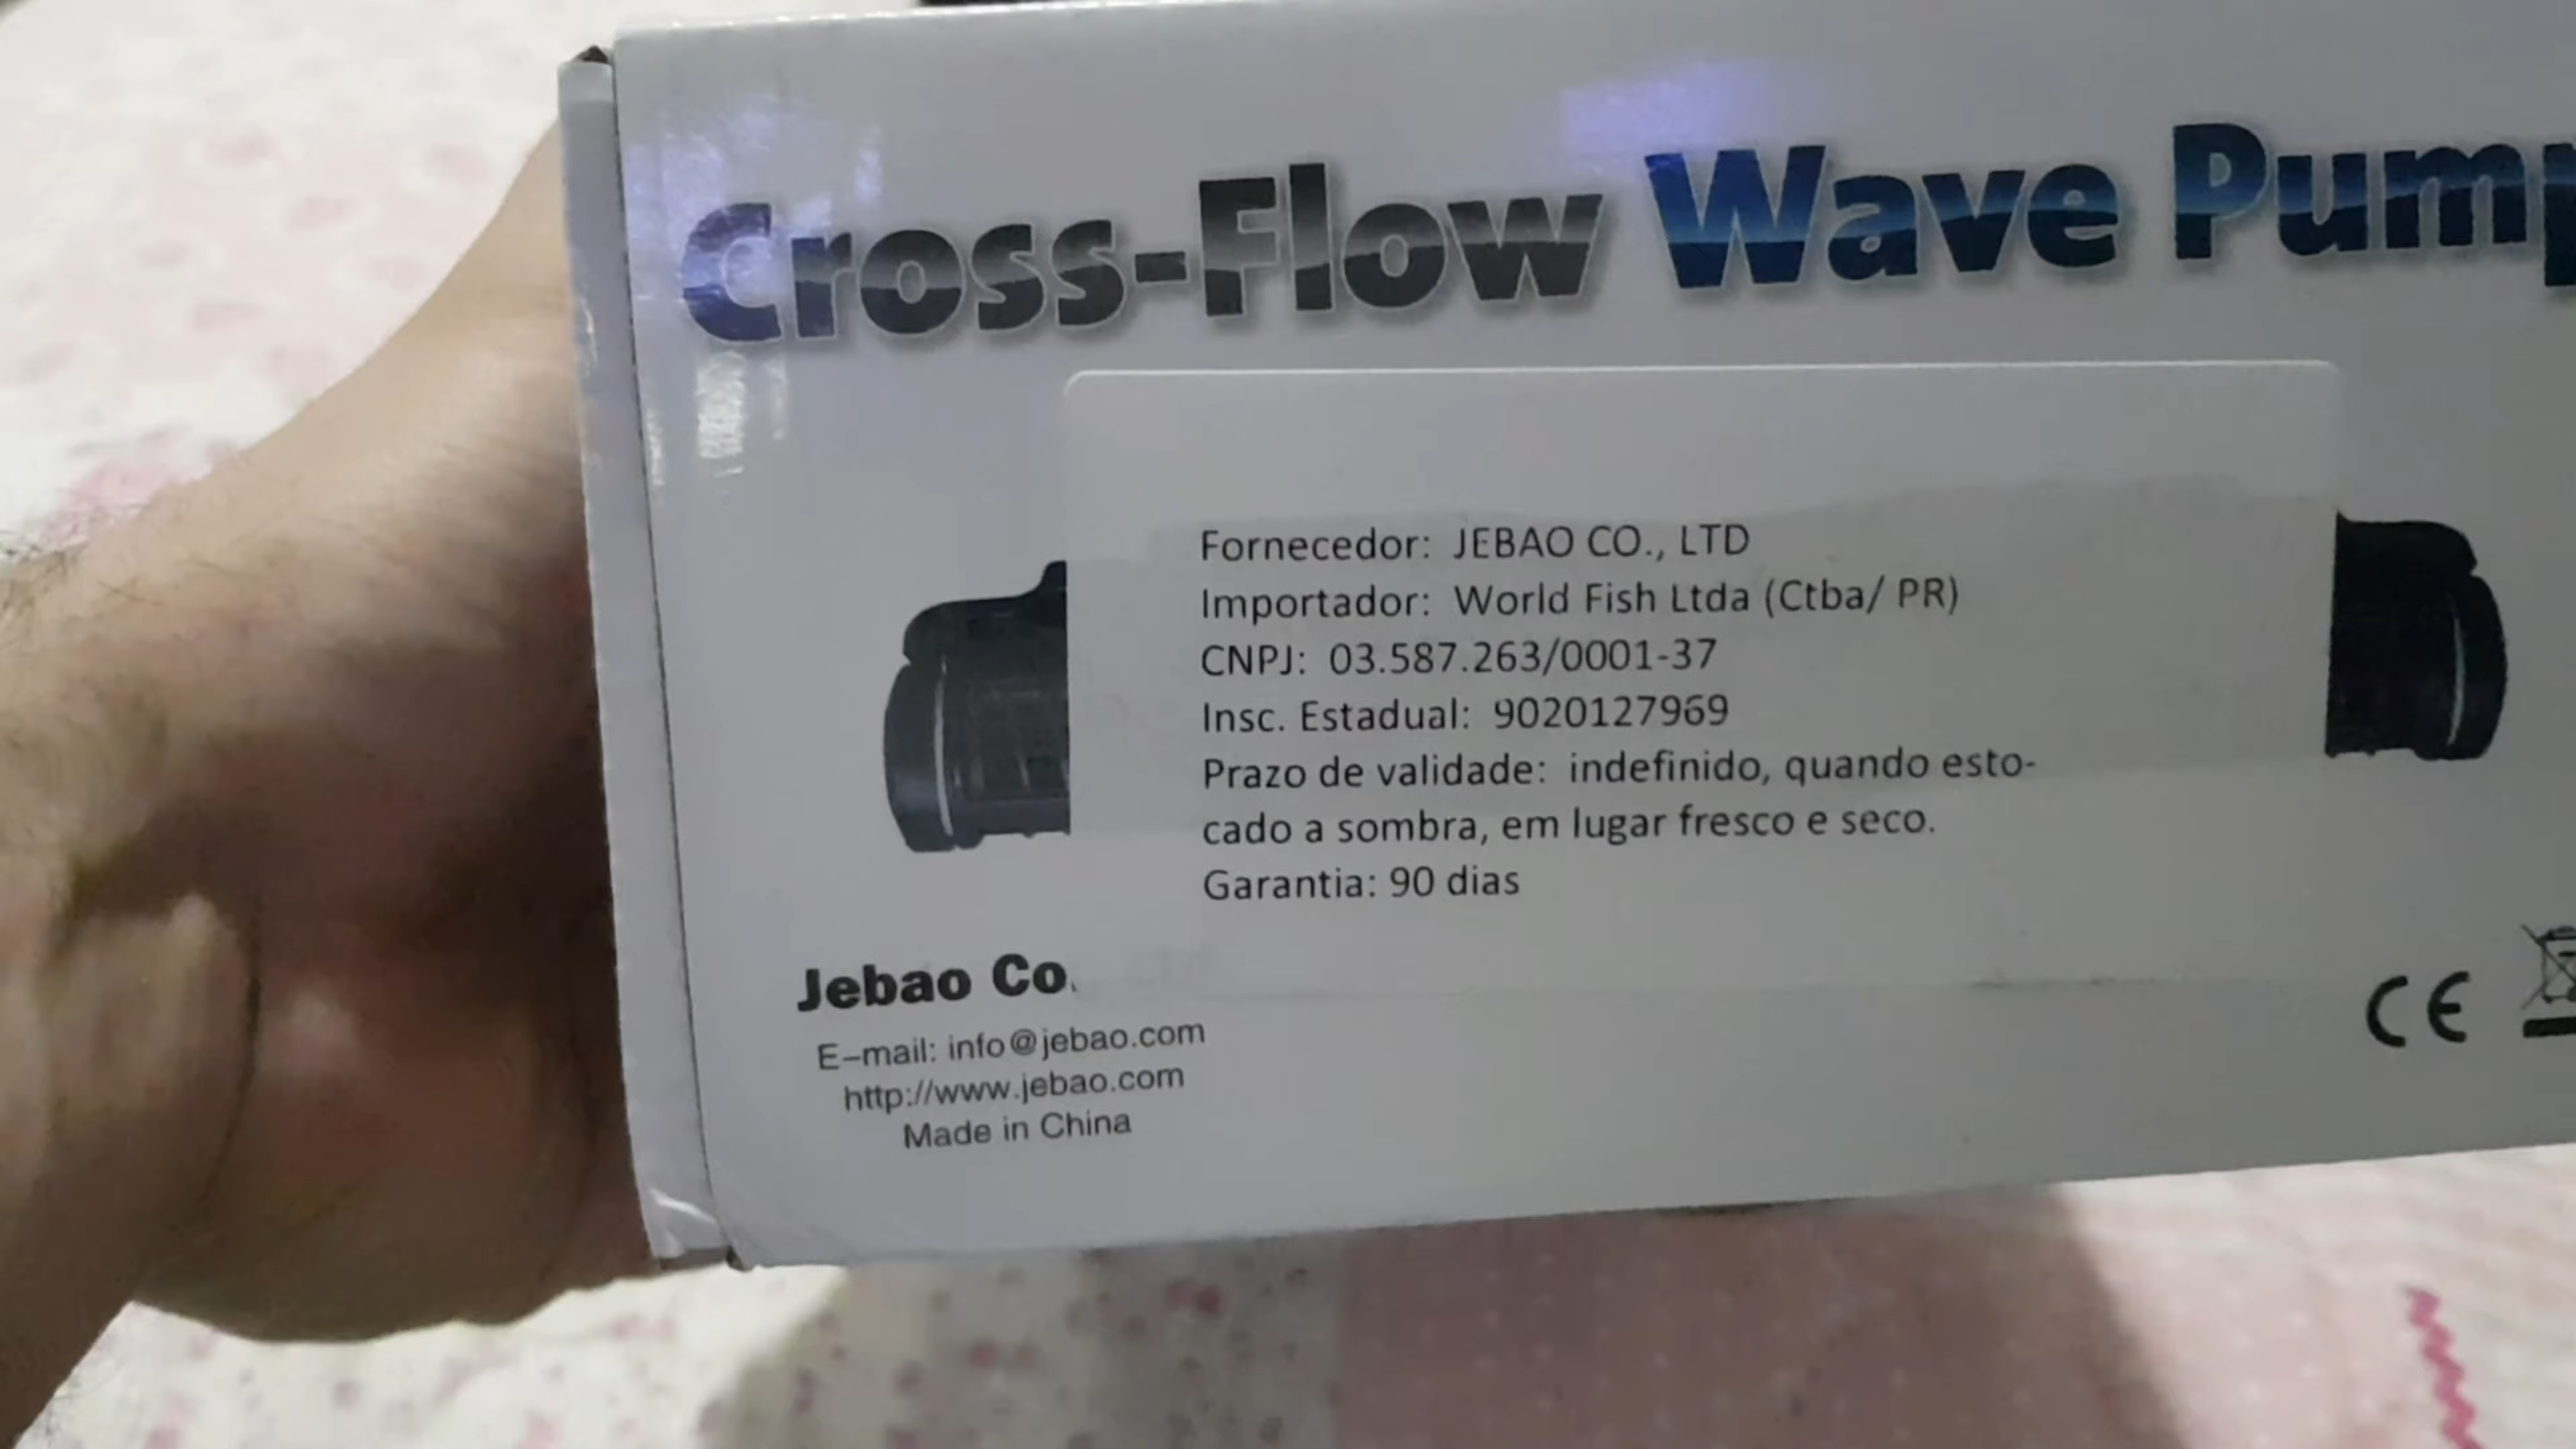 Cross-Flow Wave Pump
Fornecedor: JEBAO CO., LTD
Importador: World Fish Ltda (Ctba/ PR)
CNPJ: 03.587.263/0001-37
Insc. Estadual: 9020127969
Prazo de validade: indefinido, quando esto-
cado a sombra, em lugar fresco e seco.
Garantia: 90 dias
Jebao Co.
E-mail: info@jebao.com
http://www.jebao.com
Made in China
CE